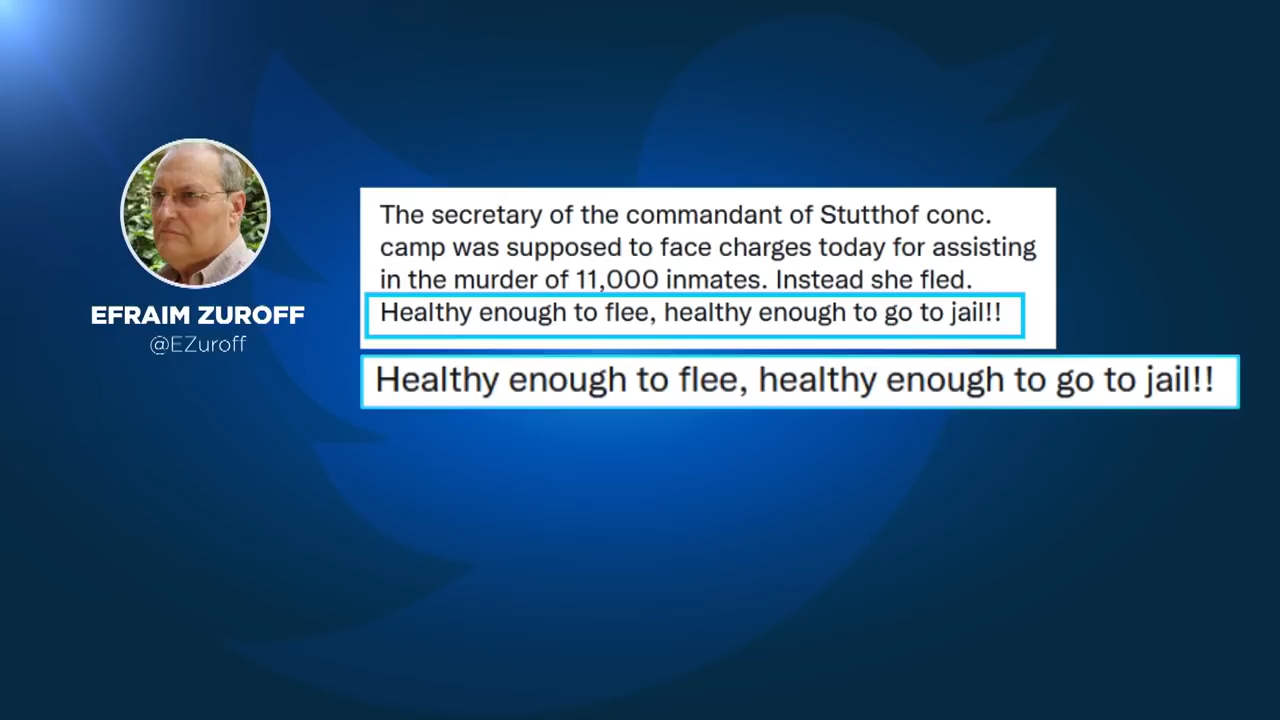 EFRAIM ZUROFF
@EZuroff
The secretary of the commandant of Stutthof conc.
camp was supposed to face charges today for assisting
in the murder of 11,000 inmates. Instead she fled.
Healthy enough to flee, healthy enough to go to jail!!
Healthy enough to flee, healthy enough to go to jail!!